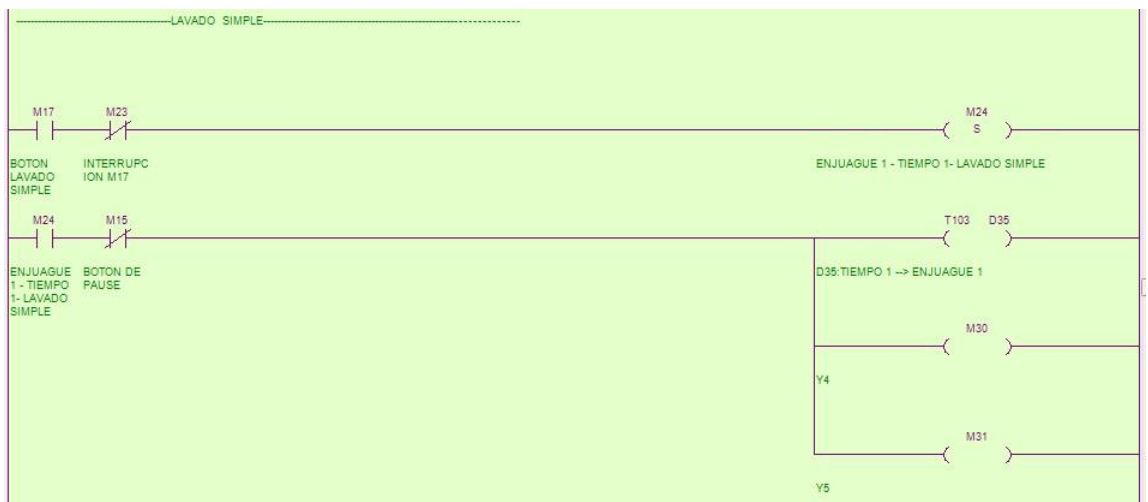 LAVADO SIMPLE
M17 M23 M24
S
BOTON LAVADO SIMPLE
INTERRUPC ION M17
ENJUAGUE 1 - TIEMPO 1- LAVADO SIMPLE
M24 M15 T103 D35
ENJUAGUE 1 - TIEMPO 1- LAVADO SIMPLE
BOTON DE PAUSE
D35:TIEMPO 1 --> ENJUAGUE 1
M30
Y4
M31
Y5